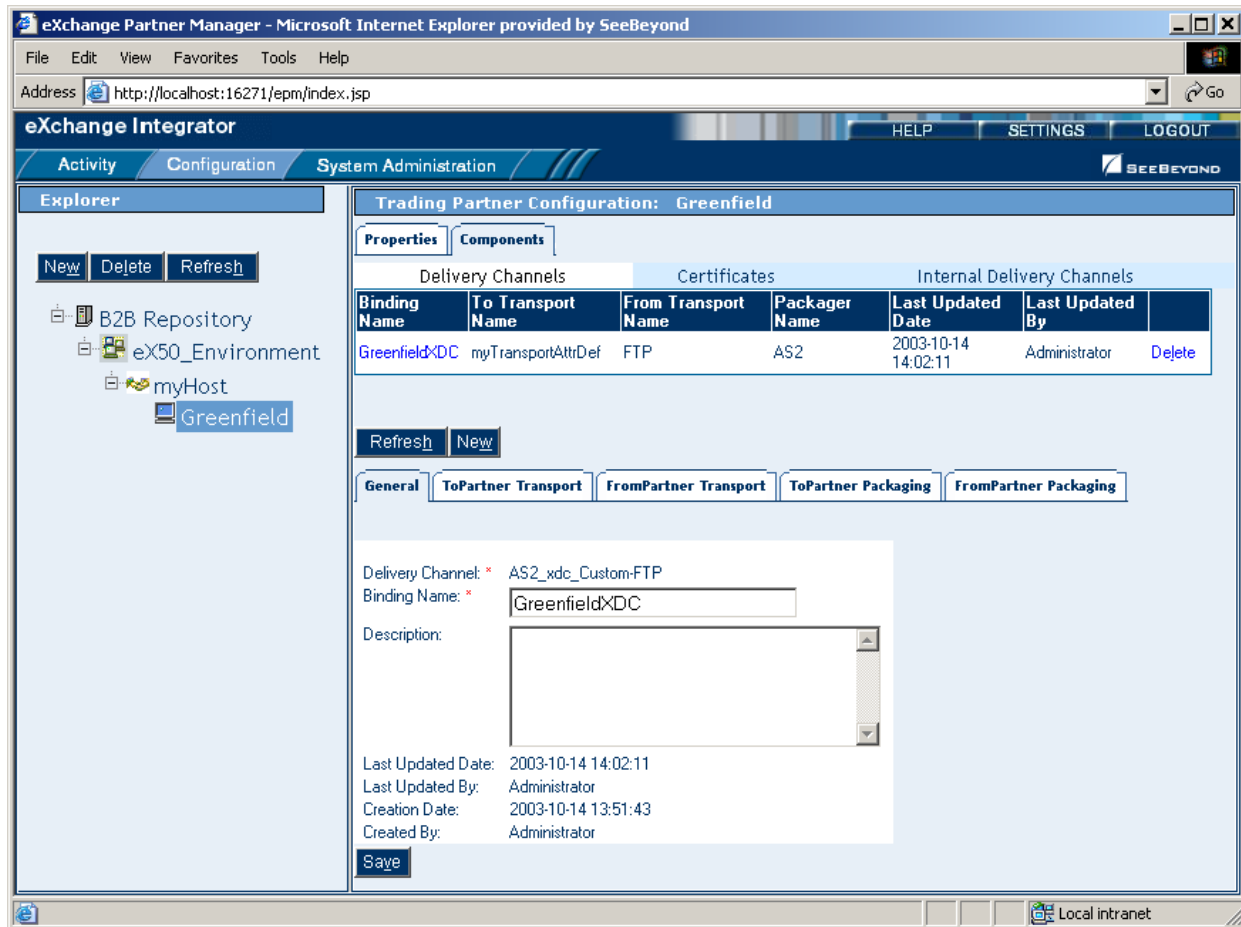 eXchange Partner Manager - Microsoft Internet Explorer provided by SeeBeyond
File Edit View Favorites Tools Help
Address http://localhost:16271/epm/index.jsp Go
eXchange Integrator
HELP SETTINGS LOGOUT
Activity Configuration System Administration
SEEBEYOND
Explorer
New Delete Refresh
B2B Repository
eX50_Environment
myHost
Greenfield
Trading Partner Configuration: Greenfield
Properties Components
Delivery Channels Certificates Internal Delivery Channels
Binding Name To Transport Name From Transport Name Packager Name Last Updated Date Last Updated By
GreenfieldXDC myTransportAttrDef FTP AS2 2003-10-14 14:02:11 Administrator Delete
Refresh New
General ToPartner Transport FromPartner Transport ToPartner Packaging FromPartner Packaging
Delivery Channel: * AS2_xdc_Custom-FTP
Binding Name: * GreenfieldXDC
Description:
Last Updated Date: 2003-10-14 14:02:11
Last Updated By: Administrator
Creation Date: 2003-10-14 13:51:43
Created By: Administrator
Save
Local intranet